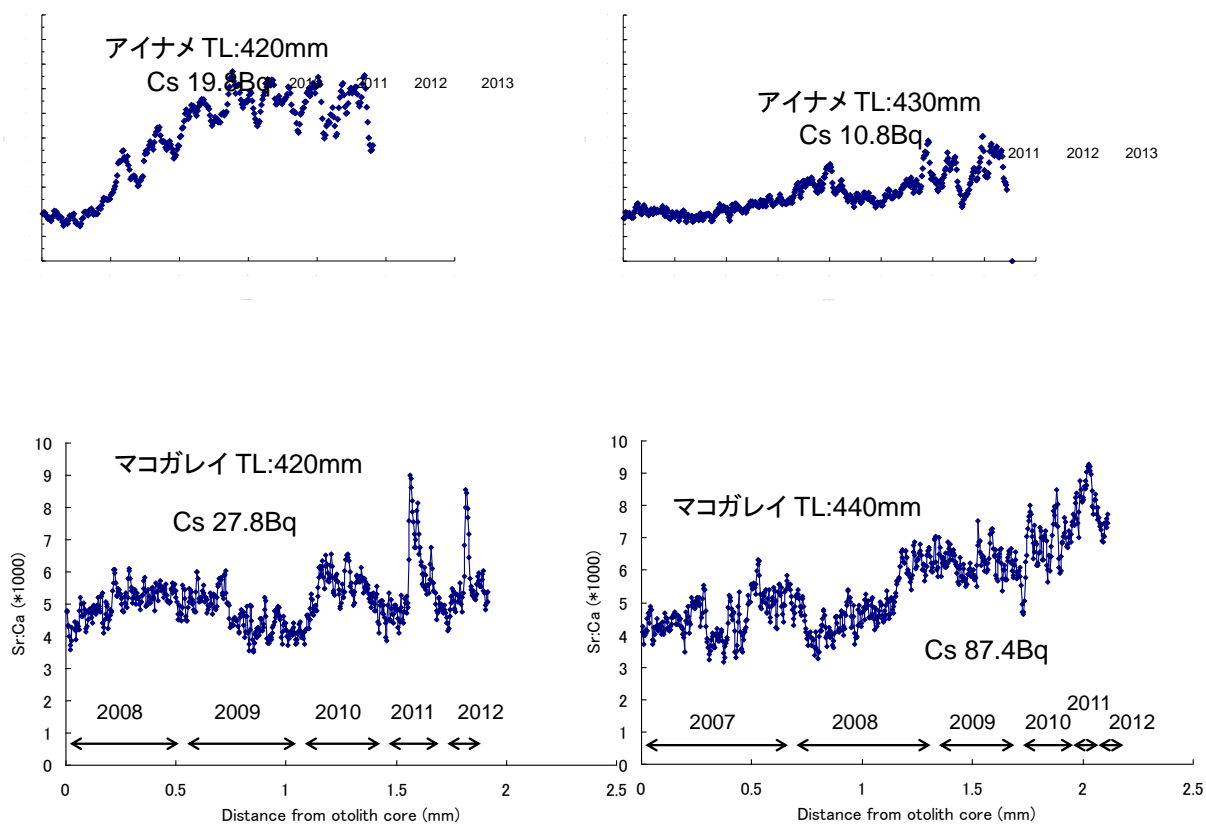 アイナメ TL:420mm
Cs 19.8Bq
2010 2011 2012 2013
アイナメ TL:430mm
Cs 10.8Bq
2011 2012 2013
10
9
8
7
6
5
4
3
2
1
0
Sr:Ca (*1000)
マコガレイ TL:420mm
Cs 27.8Bq
2008 2009 2010 2011 2012
0 0.5 1 1.5 2 2.5
Distance from otolith core (mm)
10
9
8
7
6
5
4
3
2
1
0
Sr:Ca (*1000)
マコガレイ TL:440mm
Cs 87.4Bq
2007 2008 2009 2010 2011 2012
0 0.5 1 1.5 2 2.5
Distance from otolith core (mm)